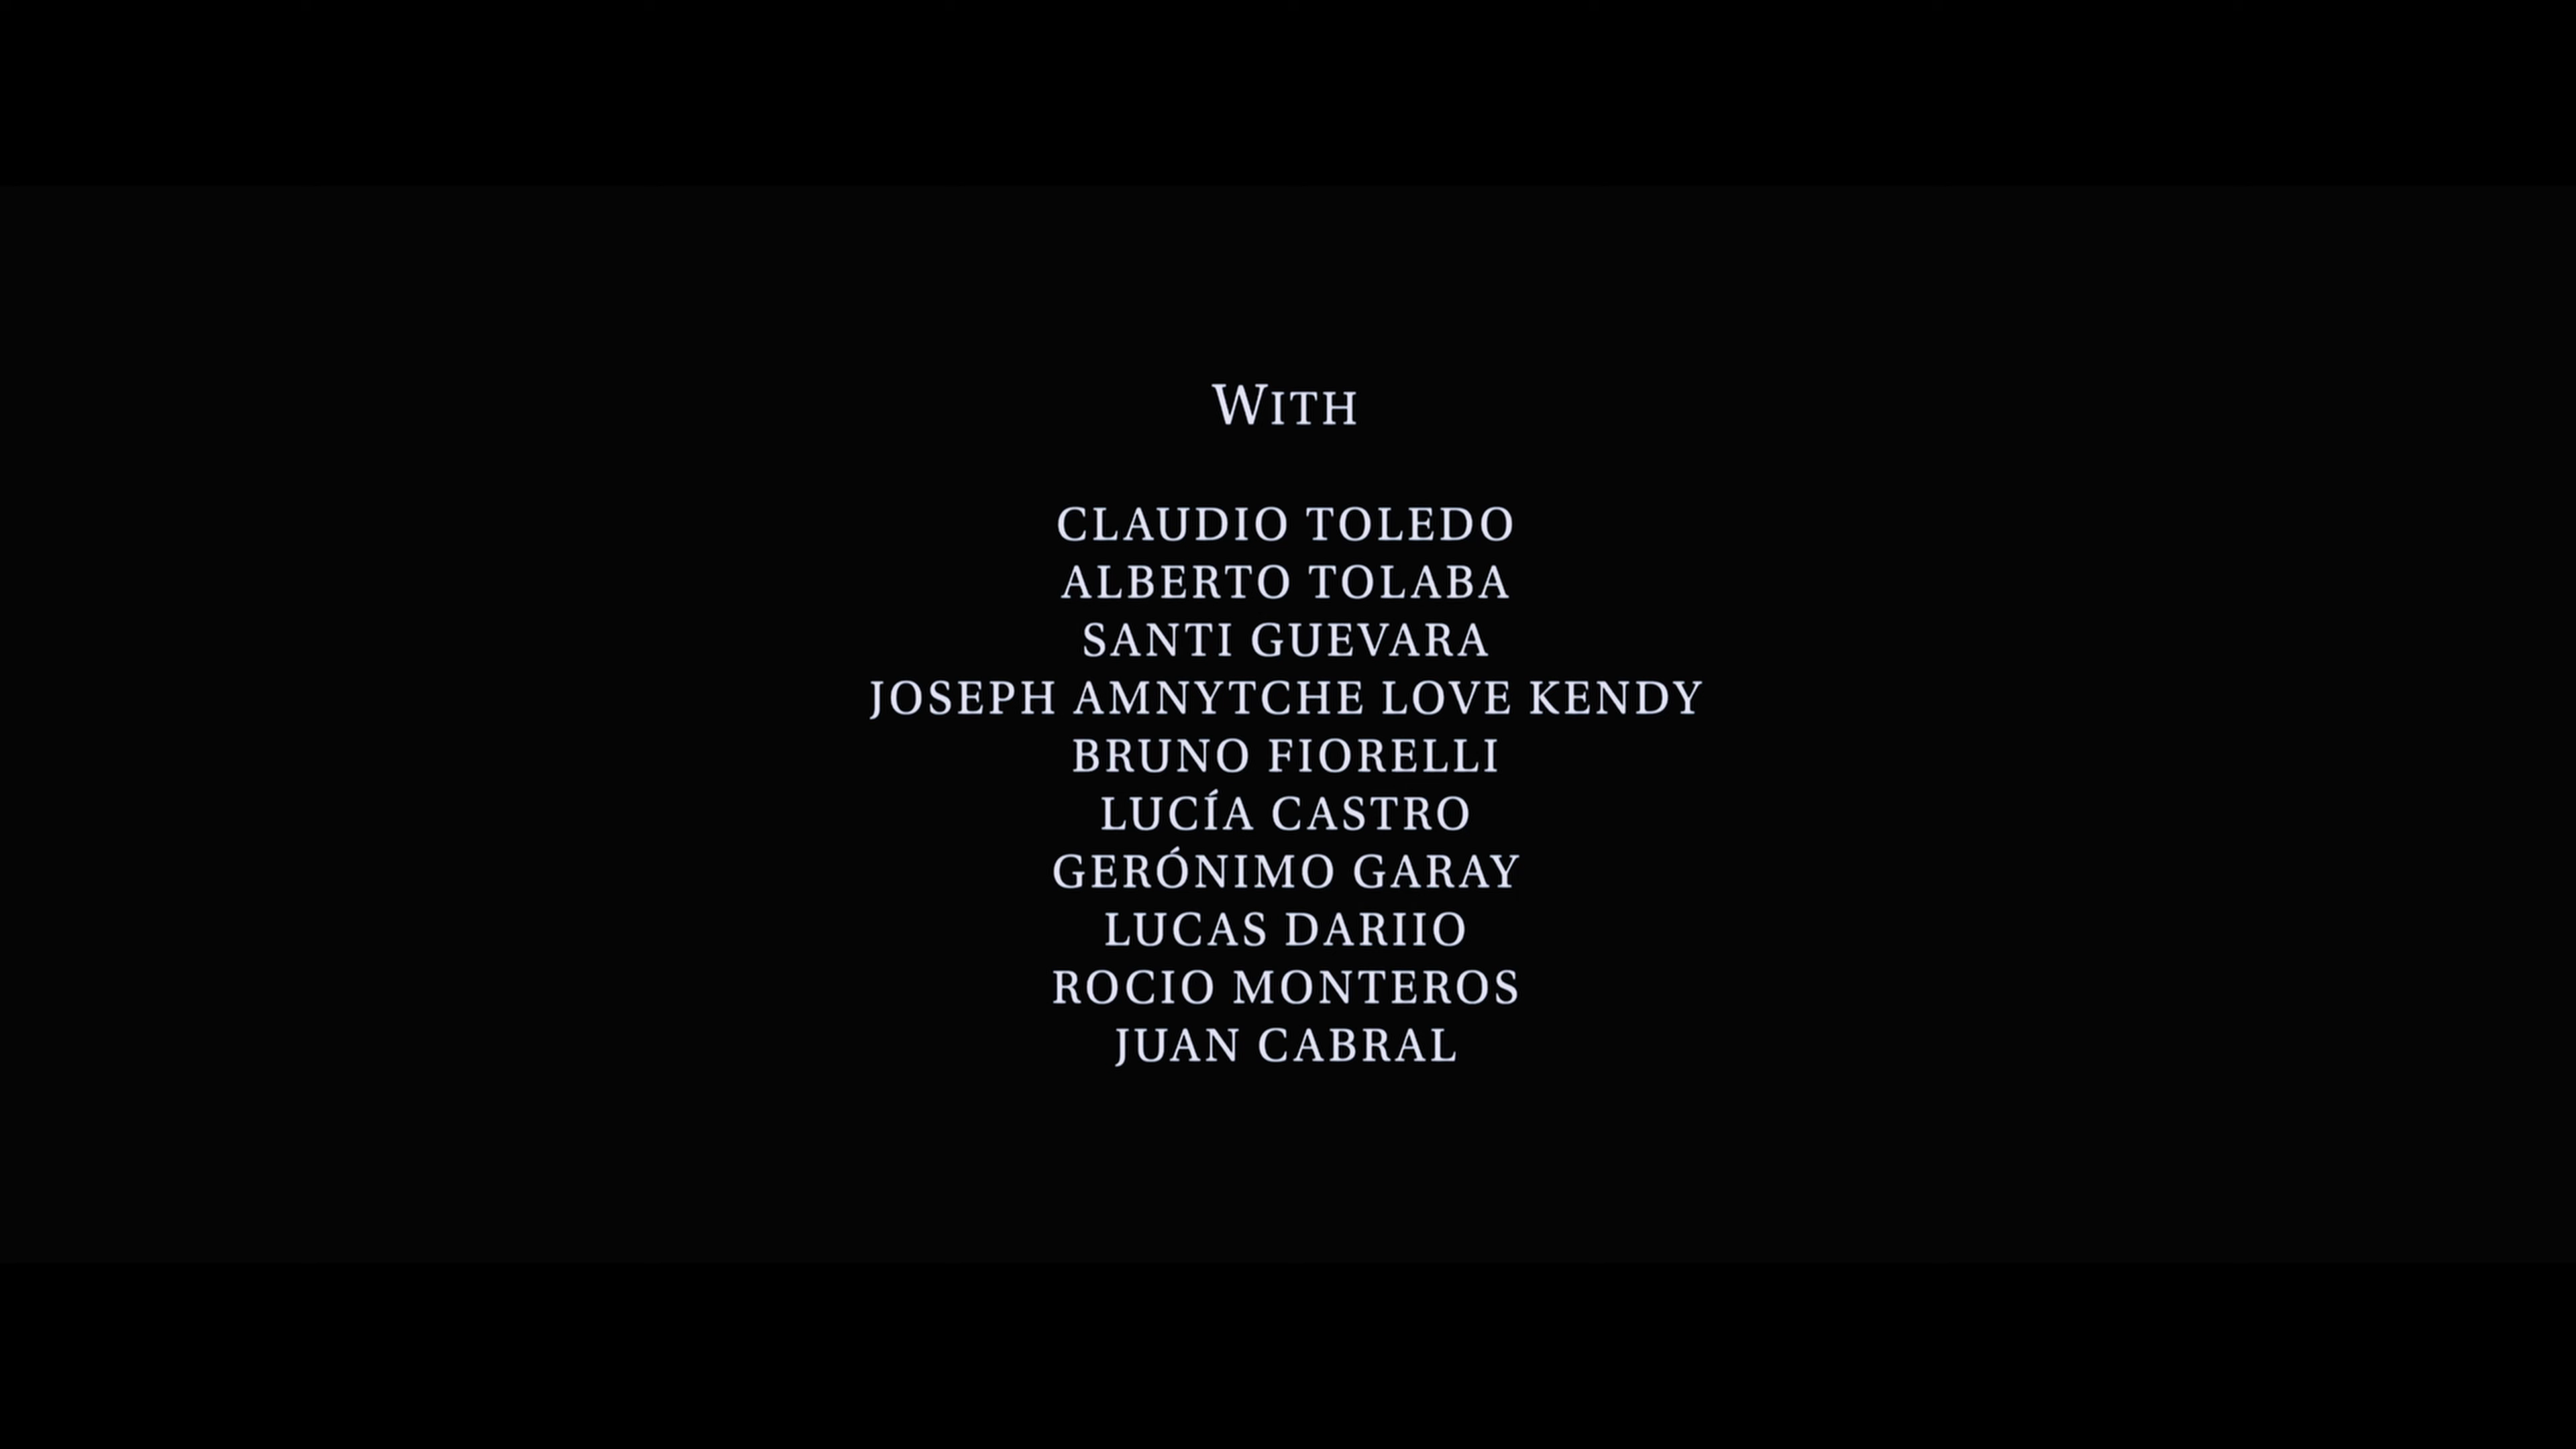 WITH
CLAUDIO TOLEDO
ALBERTO TOLABA
SANTI GUEVARA
JOSEPH AMNYTCHE LOVE KENDY
BRUNO FIORELLI
LUCÍA CASTRO
GERÓNIMO GARAY
LUCAS DARIIO
ROCIO MONTEROS
JUAN CABRAL